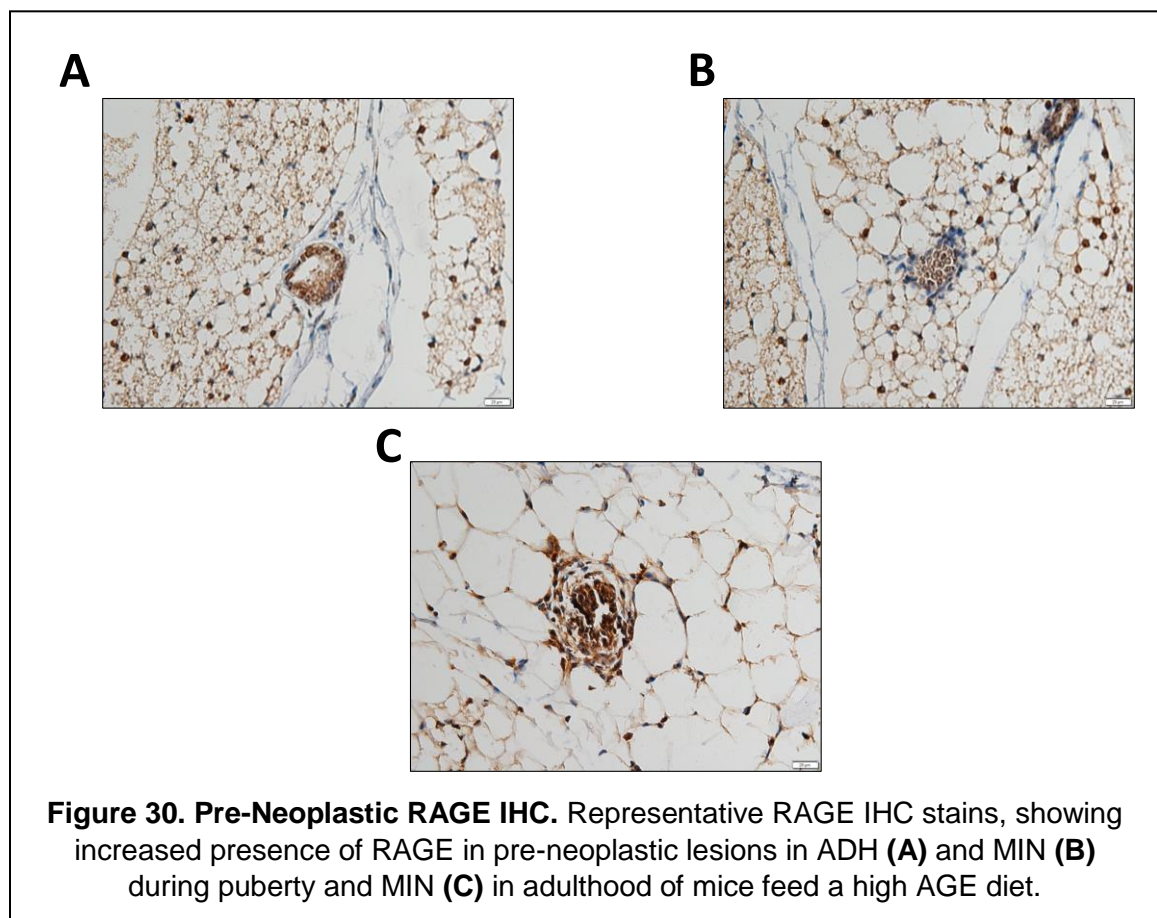 A
B
C
Figure 30. Pre-Neoplastic RAGE IHC. Representative RAGE IHC stains, showing
increased presence of RAGE in pre-neoplastic lesions in ADH (A) and MIN (B)
during puberty and MIN (C) in adulthood of mice feed a high AGE diet.